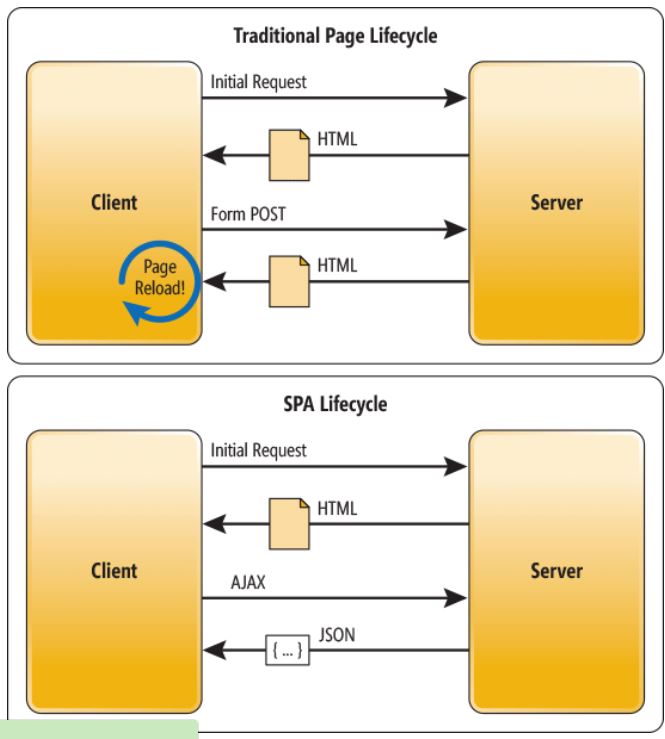 Traditional Page Lifecycle
Initial Request
HTML
Client
Server
Form POST
HTML
Page
Reload!
SPA Lifecycle
Initial Request
HTML
Client
Server
AJAX
JSON
{ ... }